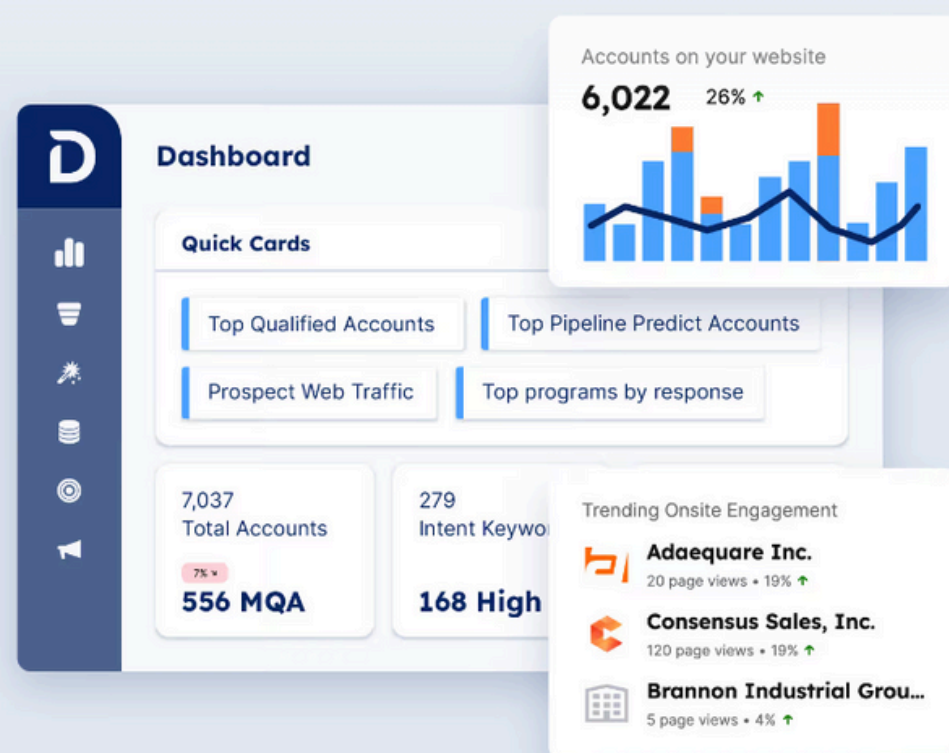 Accounts on your website
6,022 26% ↑
D
Dashboard
Quick Cards
Top Qualified Accounts
Top Pipeline Predict Accounts
Prospect Web Traffic
Top programs by response
7,037
Total Accounts
7%
556 MQA
279
Intent Keywo
168 High
Trending Onsite Engagement
Adaequare Inc.
20 page views • 19% ↑
Consensus Sales, Inc.
120 page views • 19% ↑
Brannon Industrial Grou...
5 page views • 4% ↑